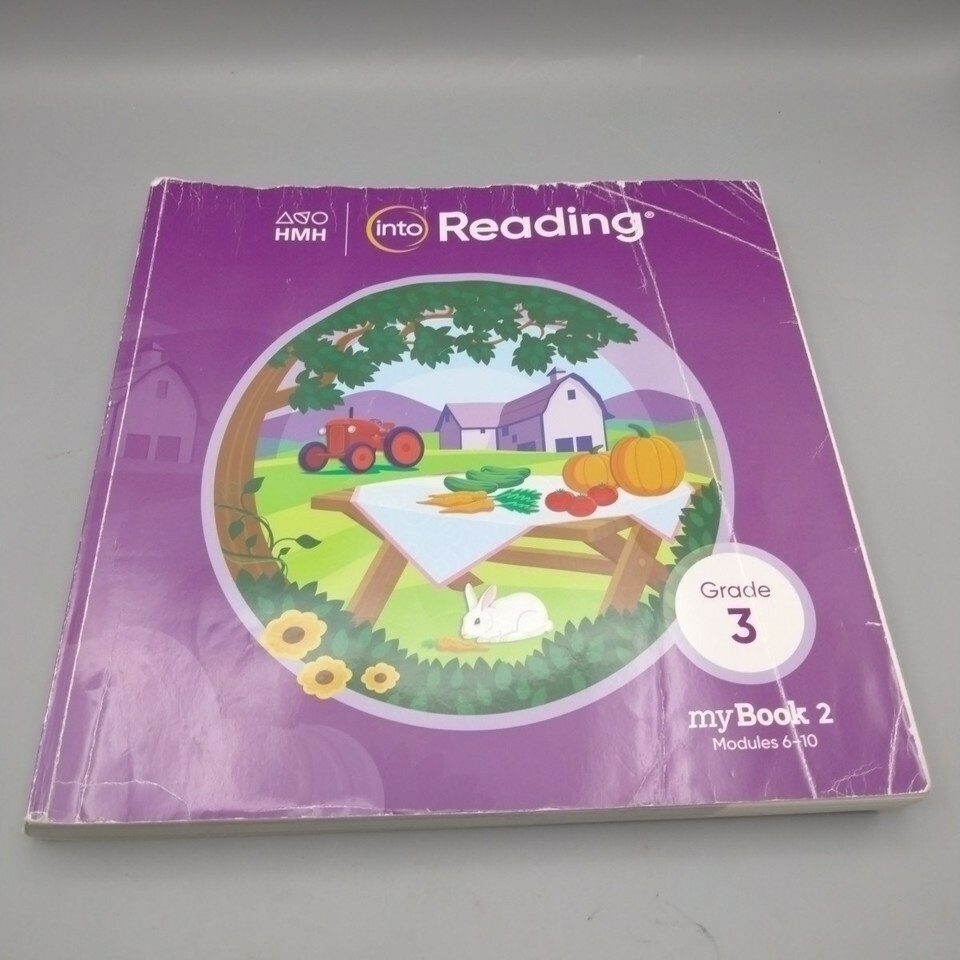 HMH
into Reading®
Grade
3
myBook 2
Modules 6–10